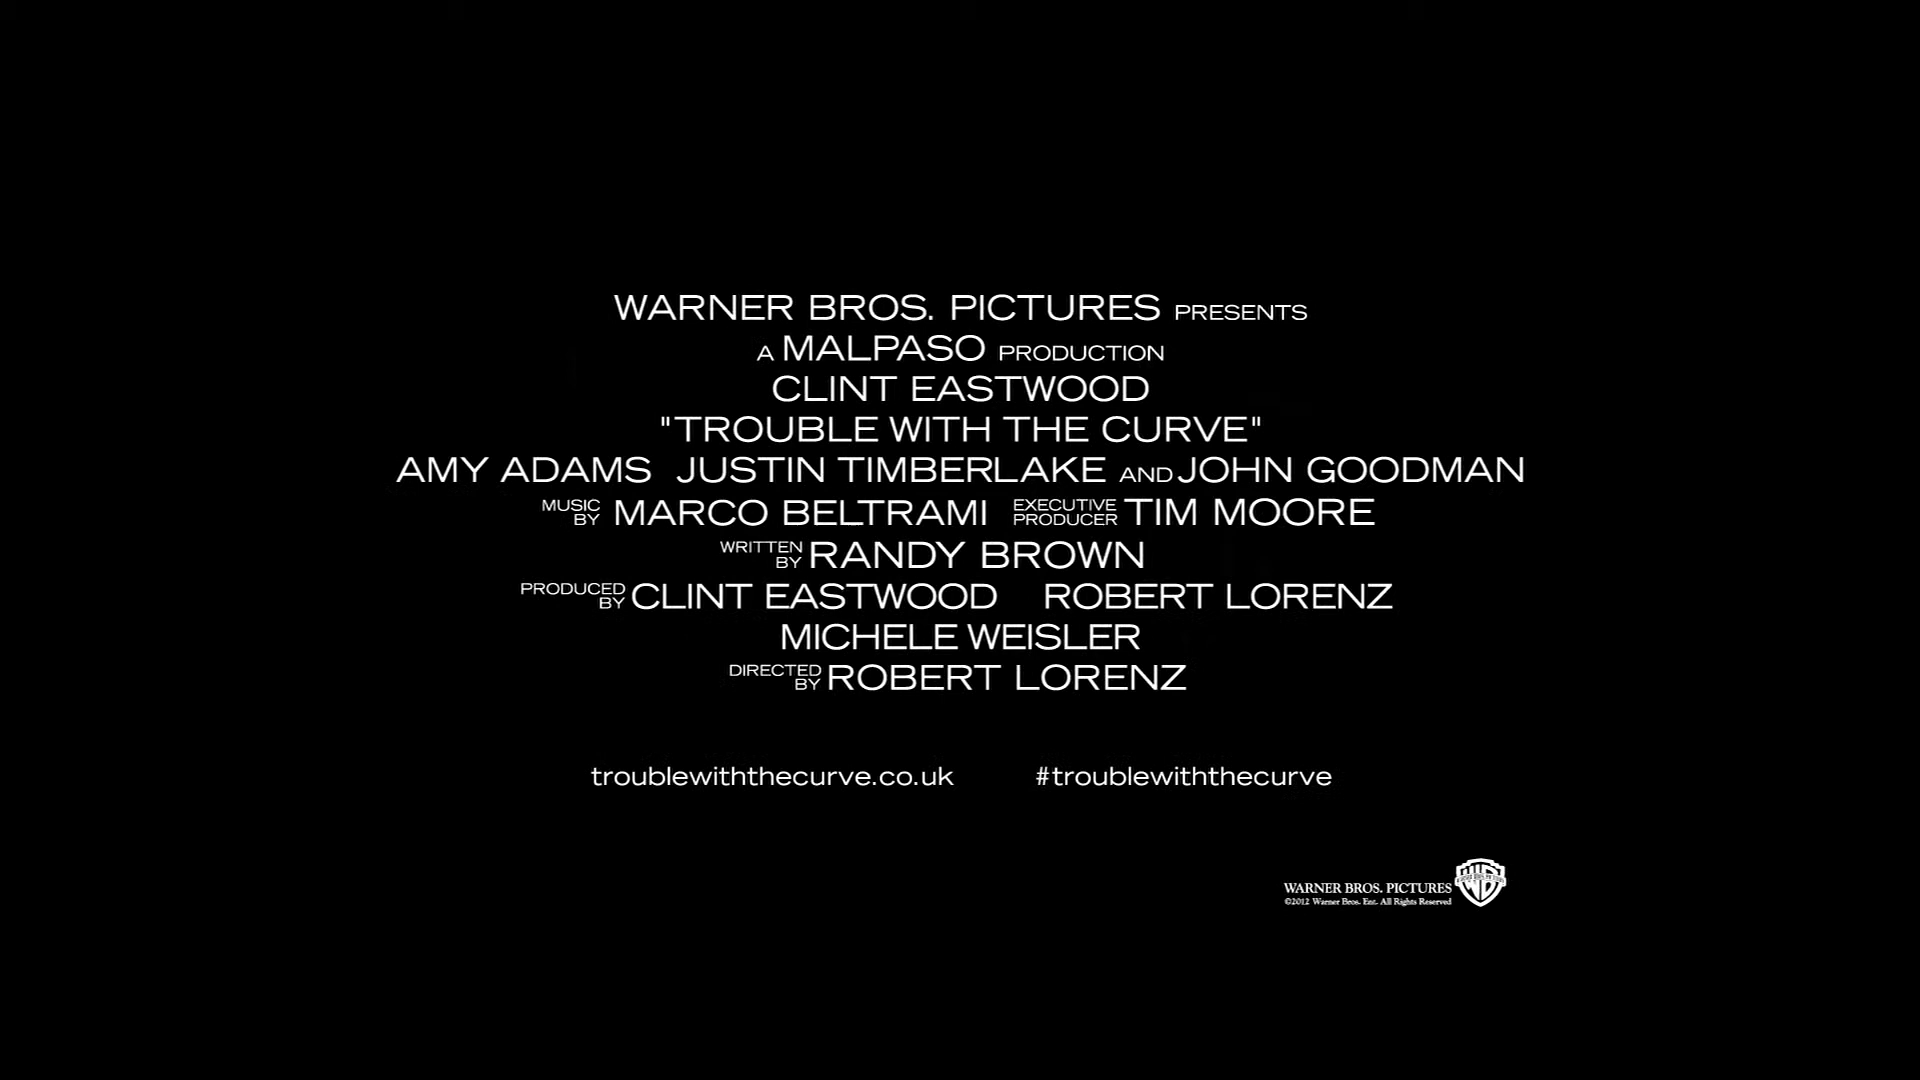 WARNER BROS. PICTURES PRESENTS
A MALPASO PRODUCTION
CLINT EASTWOOD
"TROUBLE WITH THE CURVE"
AMY ADAMS JUSTIN TIMBERLAKE AND JOHN GOODMAN
MUSIC BY MARCO BELTRAMI EXECUTIVE PRODUCER TIM MOORE
WRITTEN BY RANDY BROWN
PRODUCED BY CLINT EASTWOOD ROBERT LORENZ
MICHELE WEISLER
DIRECTED BY ROBERT LORENZ
troublewiththecurve.co.uk #troublewiththecurve
WARNER BROS. PICTURES
©2012 Warner Bros. Ent. All Rights Reserved